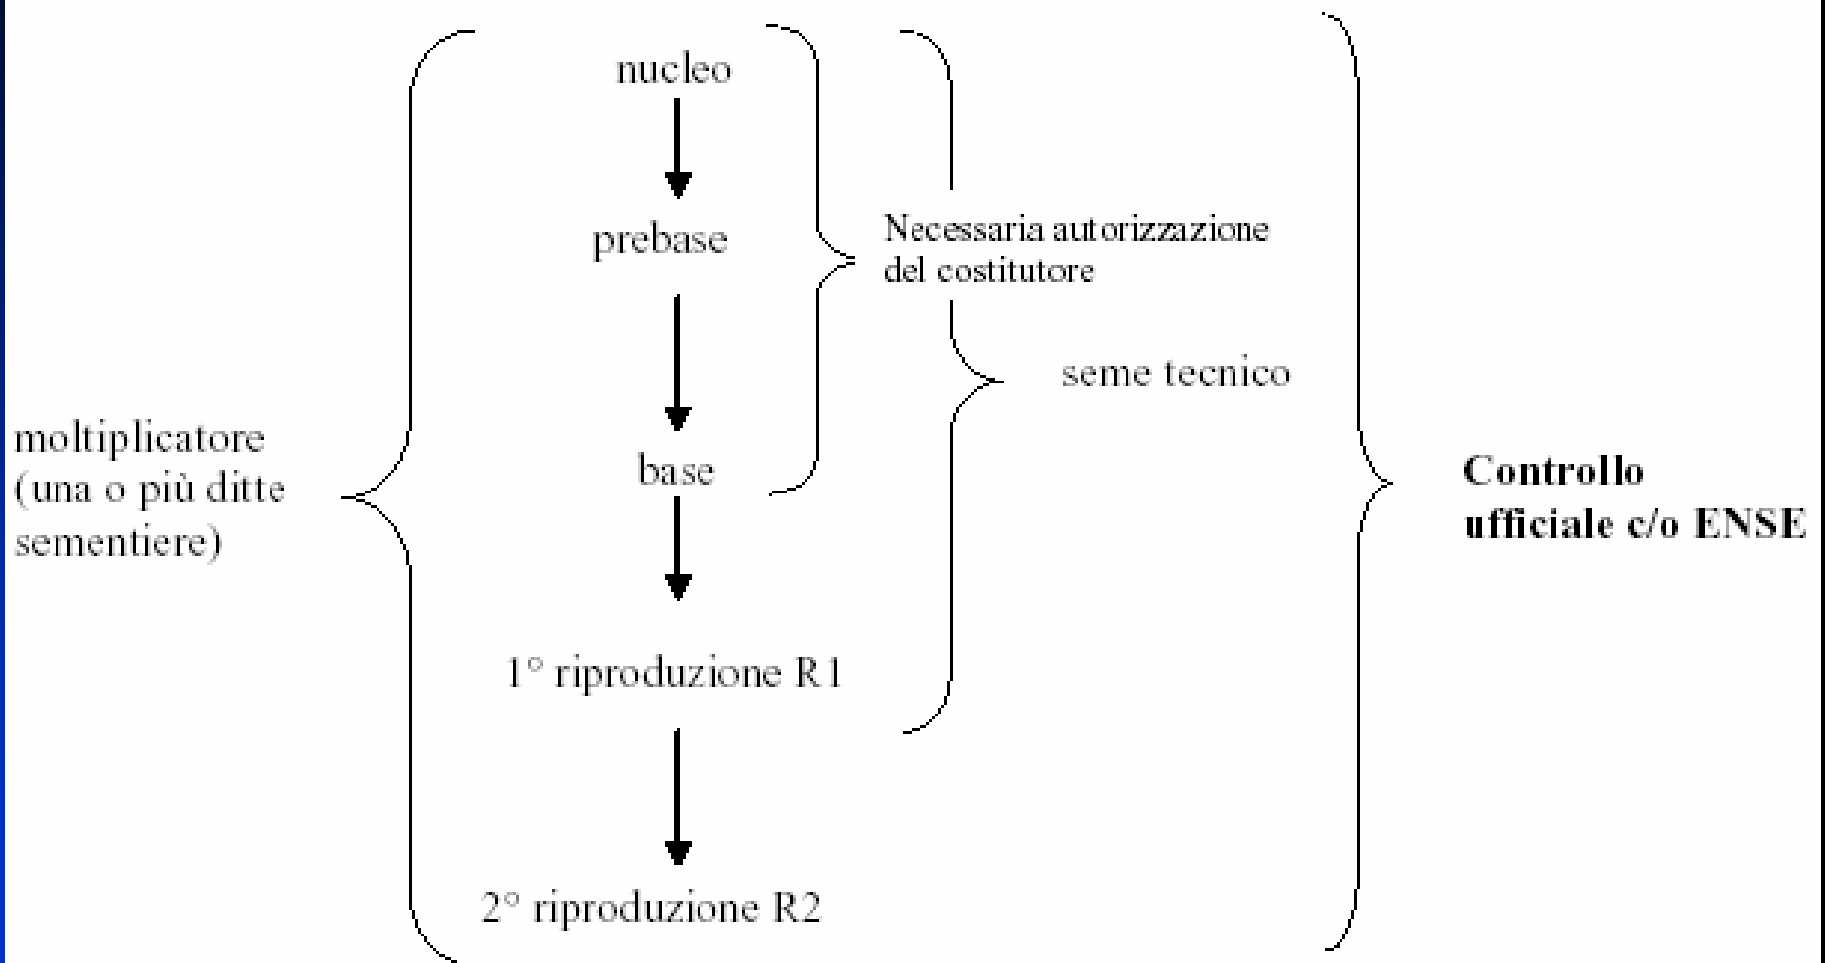 nucleo
prebase
Necessaria autorizzazione
del costitutore
seme tecnico
moltiplicatore
(una o più ditte
sementiere)
base
Controllo
ufficiale c/o ENSE
1° riproduzione R1
2° riproduzione R2